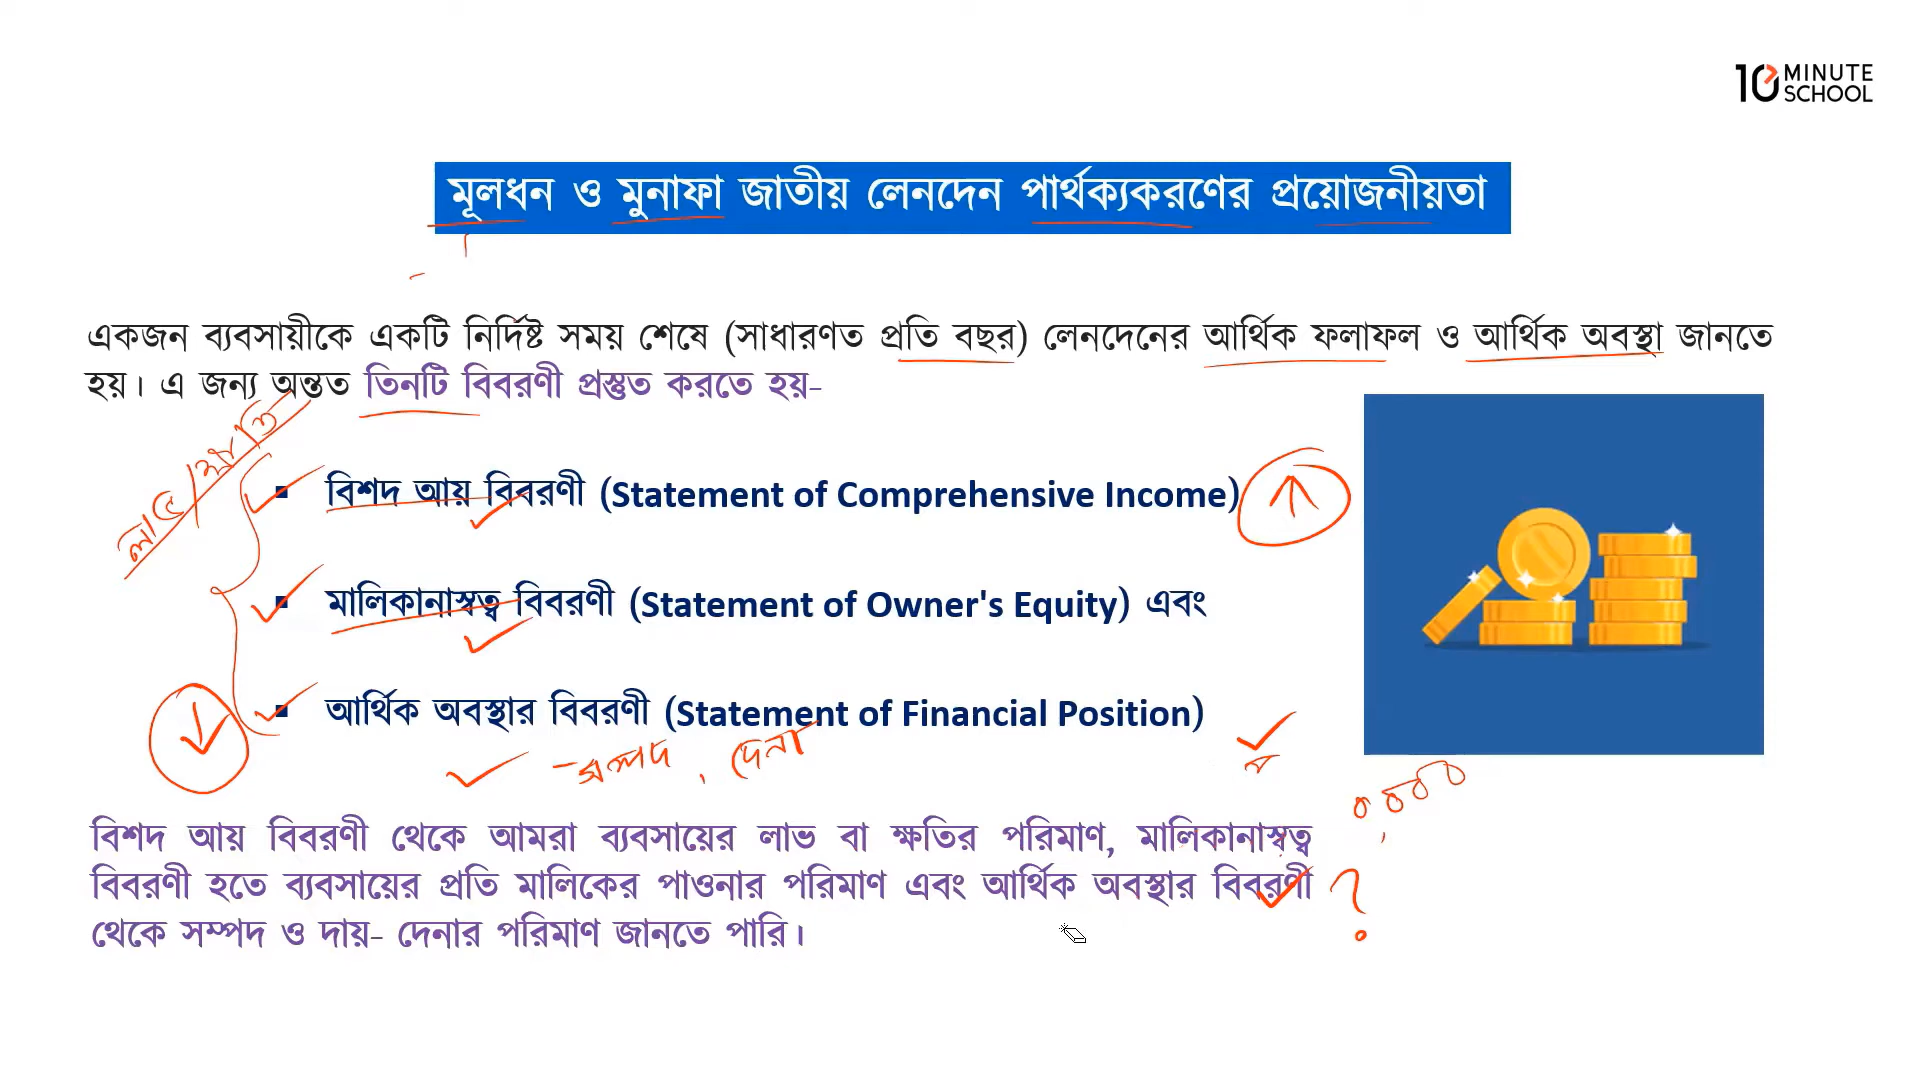 10 MINUTE
SCHOOL
মূলধন ও মুনাফা জাতীয় লেনদেন পার্থক্যকরণের প্রয়োজনীয়তা
একজন ব্যবসায়ীকে একটি নির্দিষ্ট সময় শেষে (সাধারণত প্রতি বছর) লেনদেনের আর্থিক ফলাফল ও আর্থিক অবস্থা জানতে
হয়। এ জন্য অন্তত তিনটি বিবরণী প্রস্তুত করতে হয়-
লাভ/ক্ষতি
▪ বিশদ আয় বিবরণী (Statement of Comprehensive Income)
▪ মালিকানাস্বত্ব বিবরণী (Statement of Owner's Equity) এবং
▪ আর্থিক অবস্থার বিবরণী (Statement of Financial Position)
- সম্পদ, দেনা
বিশদ আয় বিবরণী থেকে আমরা ব্যবসায়ের লাভ বা ক্ষতির পরিমাণ, মালিকানাস্বত্ব
বিবরণী হতে ব্যবসায়ের প্রতি মালিকের পাওনার পরিমাণ এবং আর্থিক অবস্থার বিবরণী ?
থেকে সম্পদ ও দায়- দেনার পরিমাণ জানতে পারি।